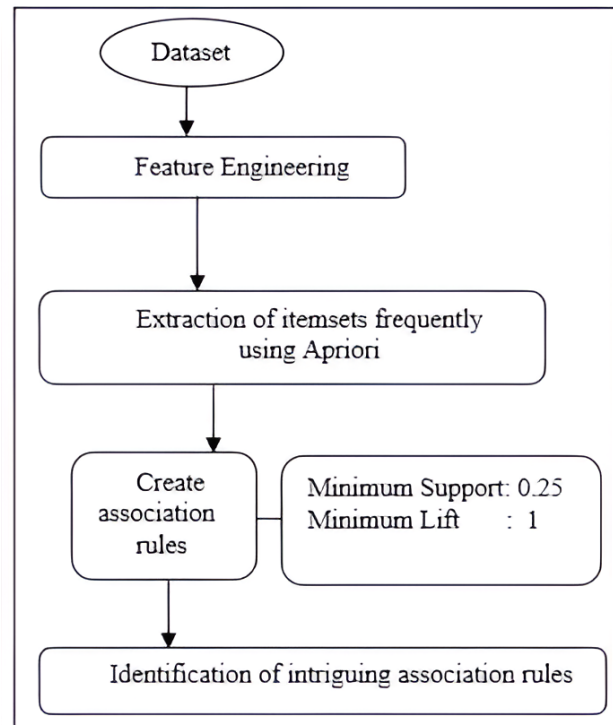 Dataset
Feature Engineering
Extraction of itemsets frequently
using Apriori
Create
association
rules
Minimum Support: 0.25
Minimum Lift : 1
Identification of intriguing association rules